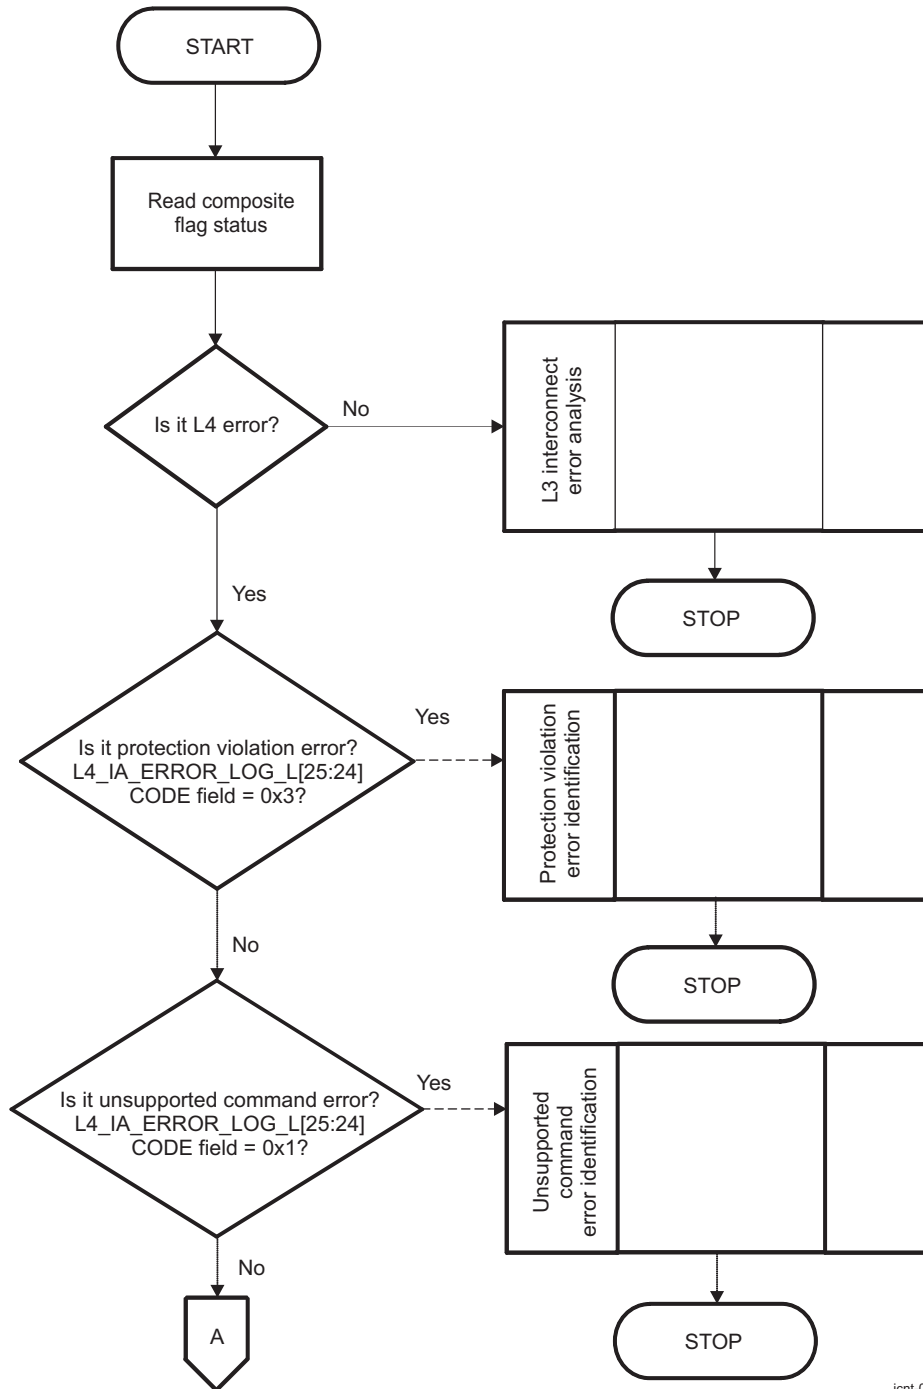 START
Read composite
flag status
Is it L4 error?
No
L3 interconnect
error analysis
STOP
Yes
Is it protection violation error?
L4_IA_ERROR_LOG_L[25:24]
CODE field = 0x3?
Yes
Protection violation
error identification
STOP
No
Is it unsupported command error?
L4_IA_ERROR_LOG_L[25:24]
CODE field = 0x1?
Yes
Unsupported
command
error identification
STOP
No
A